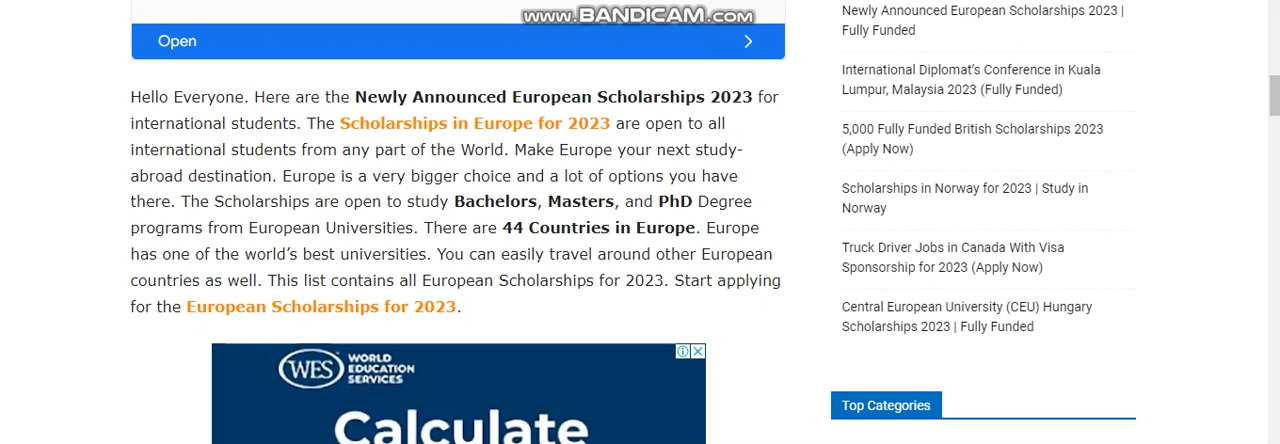 www.BANDICAM.com
Open
Hello Everyone. Here are the Newly Announced European Scholarships 2023 for
international students. The Scholarships in Europe for 2023 are open to all
international students from any part of the World. Make Europe your next study-
abroad destination. Europe is a very bigger choice and a lot of options you have
there. The Scholarships are open to study Bachelors, Masters, and PhD Degree
programs from European Universities. There are 44 Countries in Europe. Europe
has one of the world’s best universities. You can easily travel around other European
countries as well. This list contains all European Scholarships for 2023. Start applying
for the European Scholarships for 2023.
WES WORLD
EDUCATION
SERVICES
Calculate
Newly Announced European Scholarships 2023 |
Fully Funded
International Diplomat’s Conference in Kuala
Lumpur, Malaysia 2023 (Fully Funded)
5,000 Fully Funded British Scholarships 2023
(Apply Now)
Scholarships in Norway for 2023 | Study in
Norway
Truck Driver Jobs in Canada With Visa
Sponsorship for 2023 (Apply Now)
Central European University (CEU) Hungary
Scholarships 2023 | Fully Funded
Top Categories